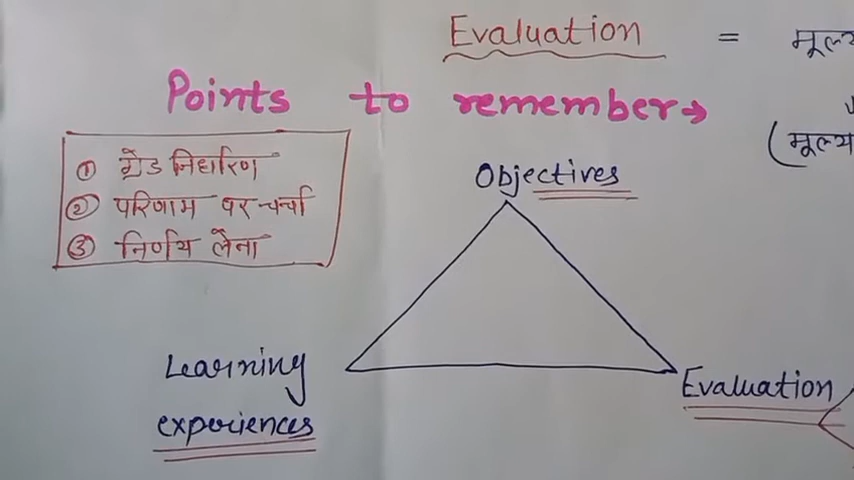 Evaluation =
Points to remember →
① ग्रेड निर्धारण
② परिणाम पर चर्चा
③ निर्णय लेना
Objectives
Learning
experiences
Evaluation